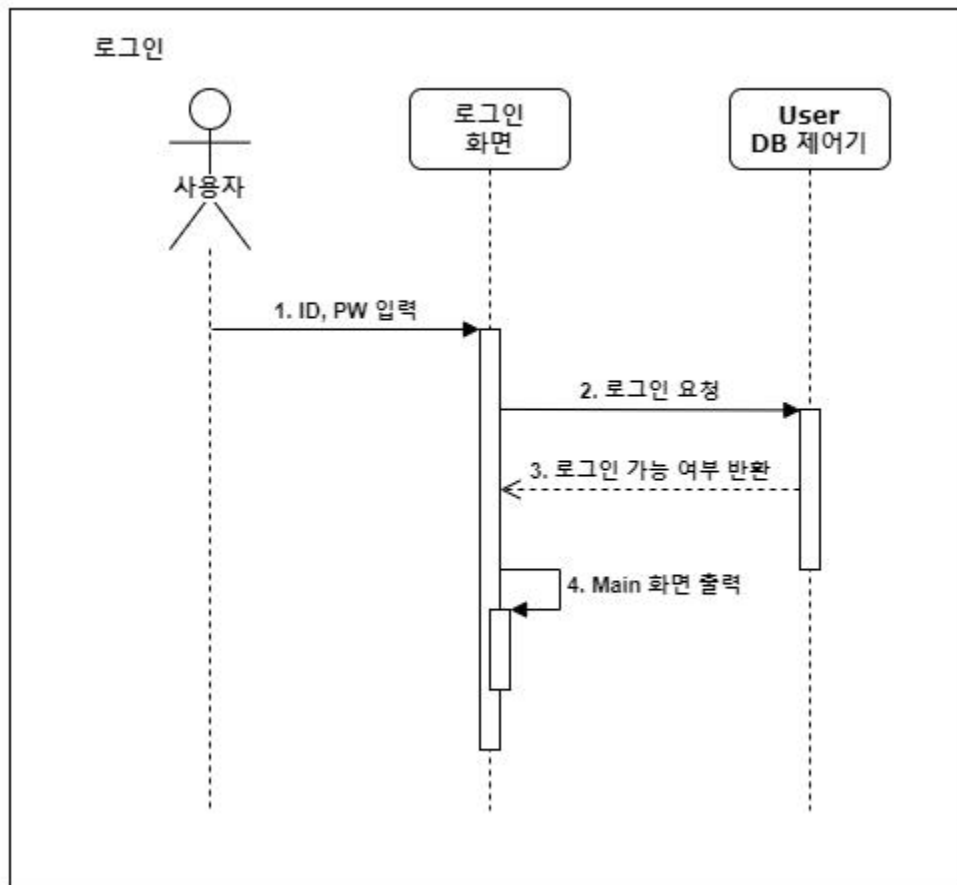 로그인
사용자
로그인
화면
User
DB 제어기
1. ID, PW 입력
2. 로그인 요청
3. 로그인 가능 여부 반환
4. Main 화면 출력